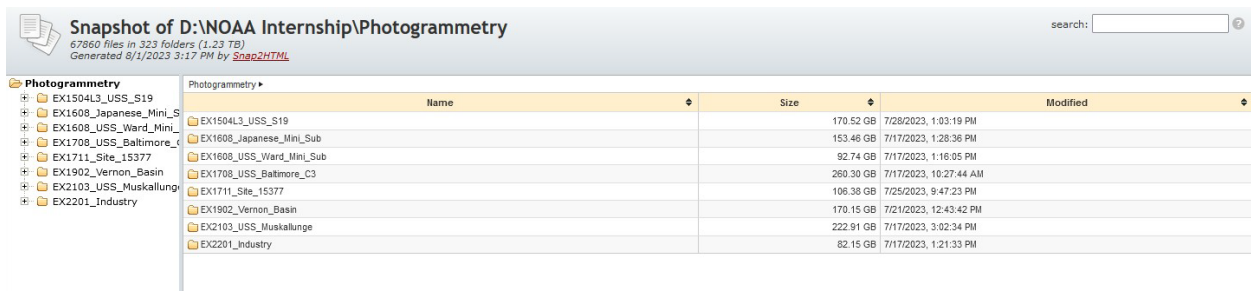 Snapshot of D:\NOAA Internship\Photogrammetry
67860 files in 323 folders (1.23 TB)
Generated 8/1/2023 3:17 PM by Snap2HTML
search:
Photogrammetry
EX1504L3_USS_S19
EX1608_Japanese_Mini_S
EX1608_USS_Ward_Mini_
EX1708_USS_Baltimore_C
EX1711_Site_15377
EX1902_Vernon_Basin
EX2103_USS_Muskallunge
EX2201_Industry
Photogrammetry
Name Size Modified
EX1504L3_USS_S19 170.52 GB 7/28/2023, 1:03:19 PM
EX1608_Japanese_Mini_Sub 153.46 GB 7/17/2023, 1:28:36 PM
EX1608_USS_Ward_Mini_Sub 92.74 GB 7/17/2023, 1:16:05 PM
EX1708_USS_Baltimore_C3 260.30 GB 7/17/2023, 10:27:44 AM
EX1711_Site_15377 106.38 GB 7/25/2023, 9:47:23 PM
EX1902_Vernon_Basin 170.15 GB 7/21/2023, 12:43:42 PM
EX2103_USS_Muskallunge 222.91 GB 7/17/2023, 3:02:34 PM
EX2201_Industry 82.15 GB 7/17/2023, 1:21:33 PM